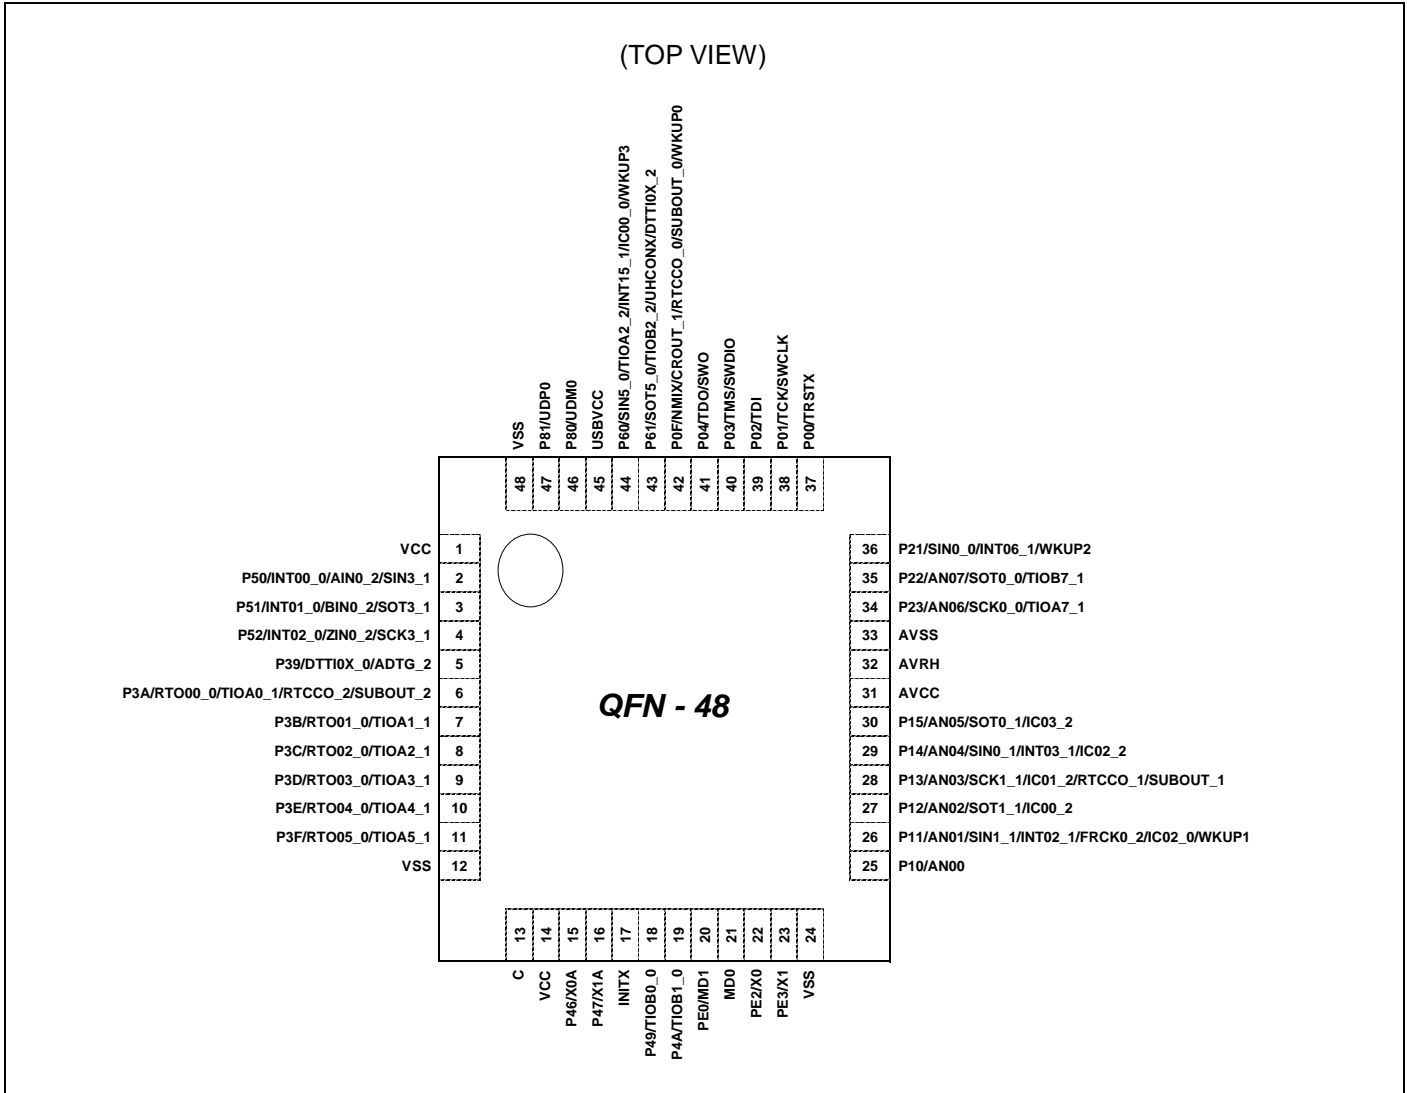 (TOP VIEW)
VSS
P81/UDP0
P80/UDM0
USBVCC
P60/SIN5_0/TIOA2_2/INT15_1/IC00_0/WKUP3
P61/SOT5_0/TIOB2_2/UHCONX/DTTI0X_2
P0F/NMIX/CROUT_1/RTCCO_0/SUBOUT_0/WKUP0
P04/TDO/SWO
P03/TMS/SWDIO
P02/TDI
P01/TCK/SWCLK
P00/TRSTX
48 47 46 45 44 43 42 41 40 39 38 37
VCC 1
P50/INT00_0/AIN0_2/SIN3_1 2
P51/INT01_0/BIN0_2/SOT3_1 3
P52/INT02_0/ZIN0_2/SCK3_1 4
P39/DTTI0X_0/ADTG_2 5
P3A/RTO00_0/TIOA0_1/RTCCO_2/SUBOUT_2 6
P3B/RTO01_0/TIOA1_1 7
P3C/RTO02_0/TIOA2_1 8
P3D/RTO03_0/TIOA3_1 9
P3E/RTO04_0/TIOA4_1 10
P3F/RTO05_0/TIOA5_1 11
VSS 12
QFN - 48
36 P21/SIN0_0/INT06_1/WKUP2
35 P22/AN07/SOT0_0/TIOB7_1
34 P23/AN06/SCK0_0/TIOA7_1
33 AVSS
32 AVRH
31 AVCC
30 P15/AN05/SOT0_1/IC03_2
29 P14/AN04/SIN0_1/INT03_1/IC02_2
28 P13/AN03/SCK1_1/IC01_2/RTCCO_1/SUBOUT_1
27 P12/AN02/SOT1_1/IC00_2
26 P11/AN01/SIN1_1/INT02_1/FRCK0_2/IC02_0/WKUP1
25 P10/AN00
13 14 15 16 17 18 19 20 21 22 23 24
C
VCC
P46/X0A
P47/X1A
INITX
P49/TIOB0_0
P4A/TIOB1_0
PE0/MD1
MD0
PE2/X0
PE3/X1
VSS